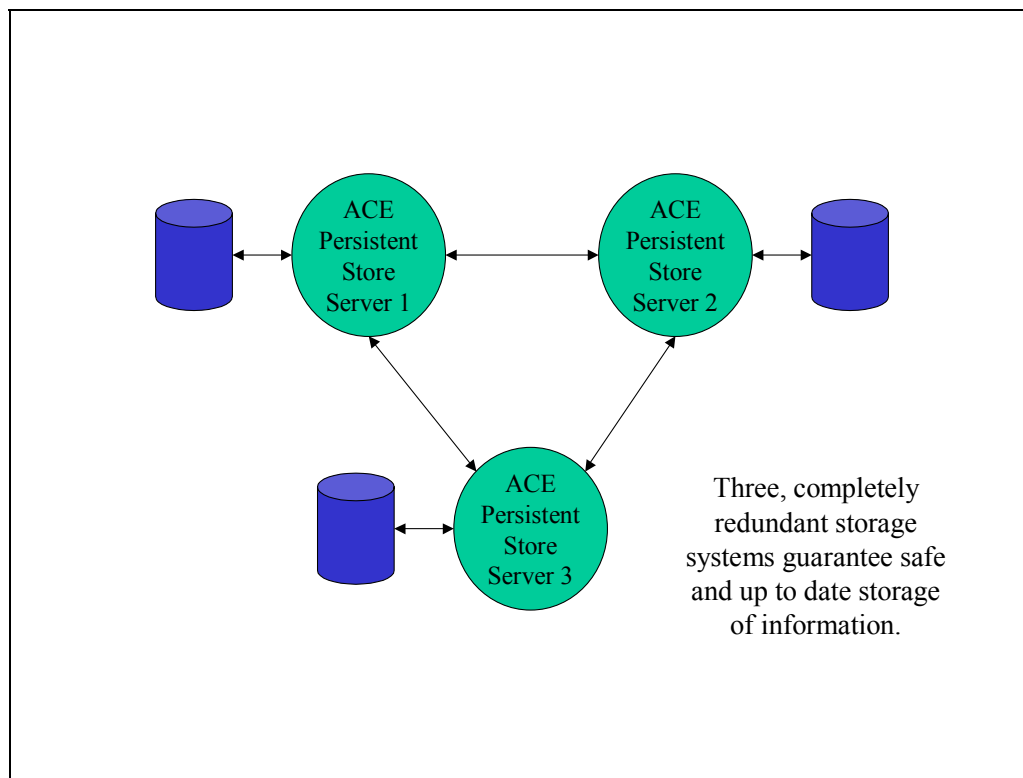 ACE
Persistent
Store
Server 1
ACE
Persistent
Store
Server 2
ACE
Persistent
Store
Server 3
Three, completely
redundant storage
systems guarantee safe
and up to date storage
of information.